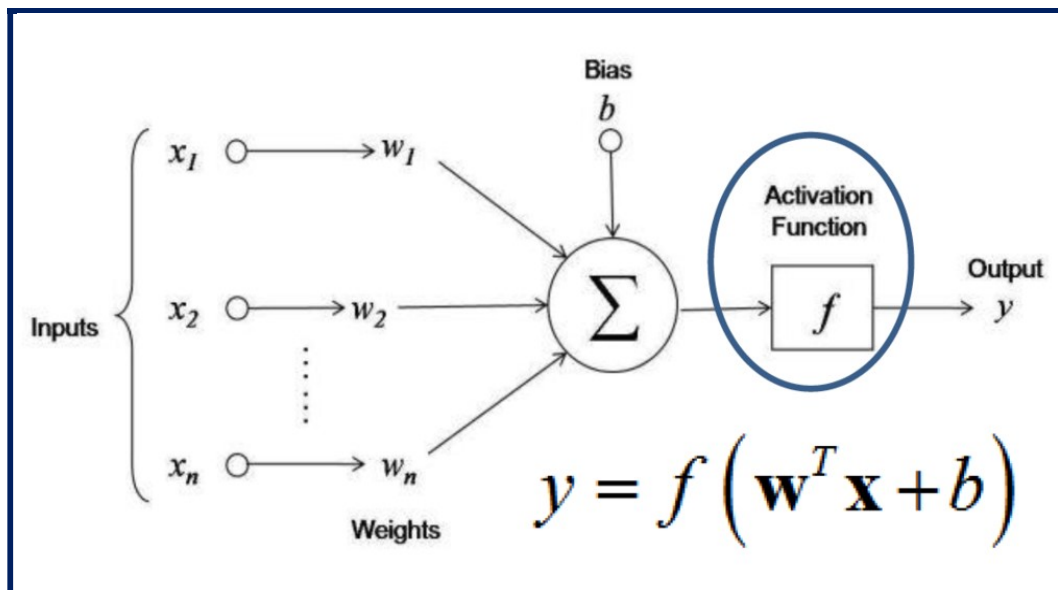 Bias
b
x₁ w₁
Activation
Function
Inputs
x₂ w₂
∑
f
Output
y
xₙ wₙ
Weights
y = f(𝐰ᵀ𝐱 + b)